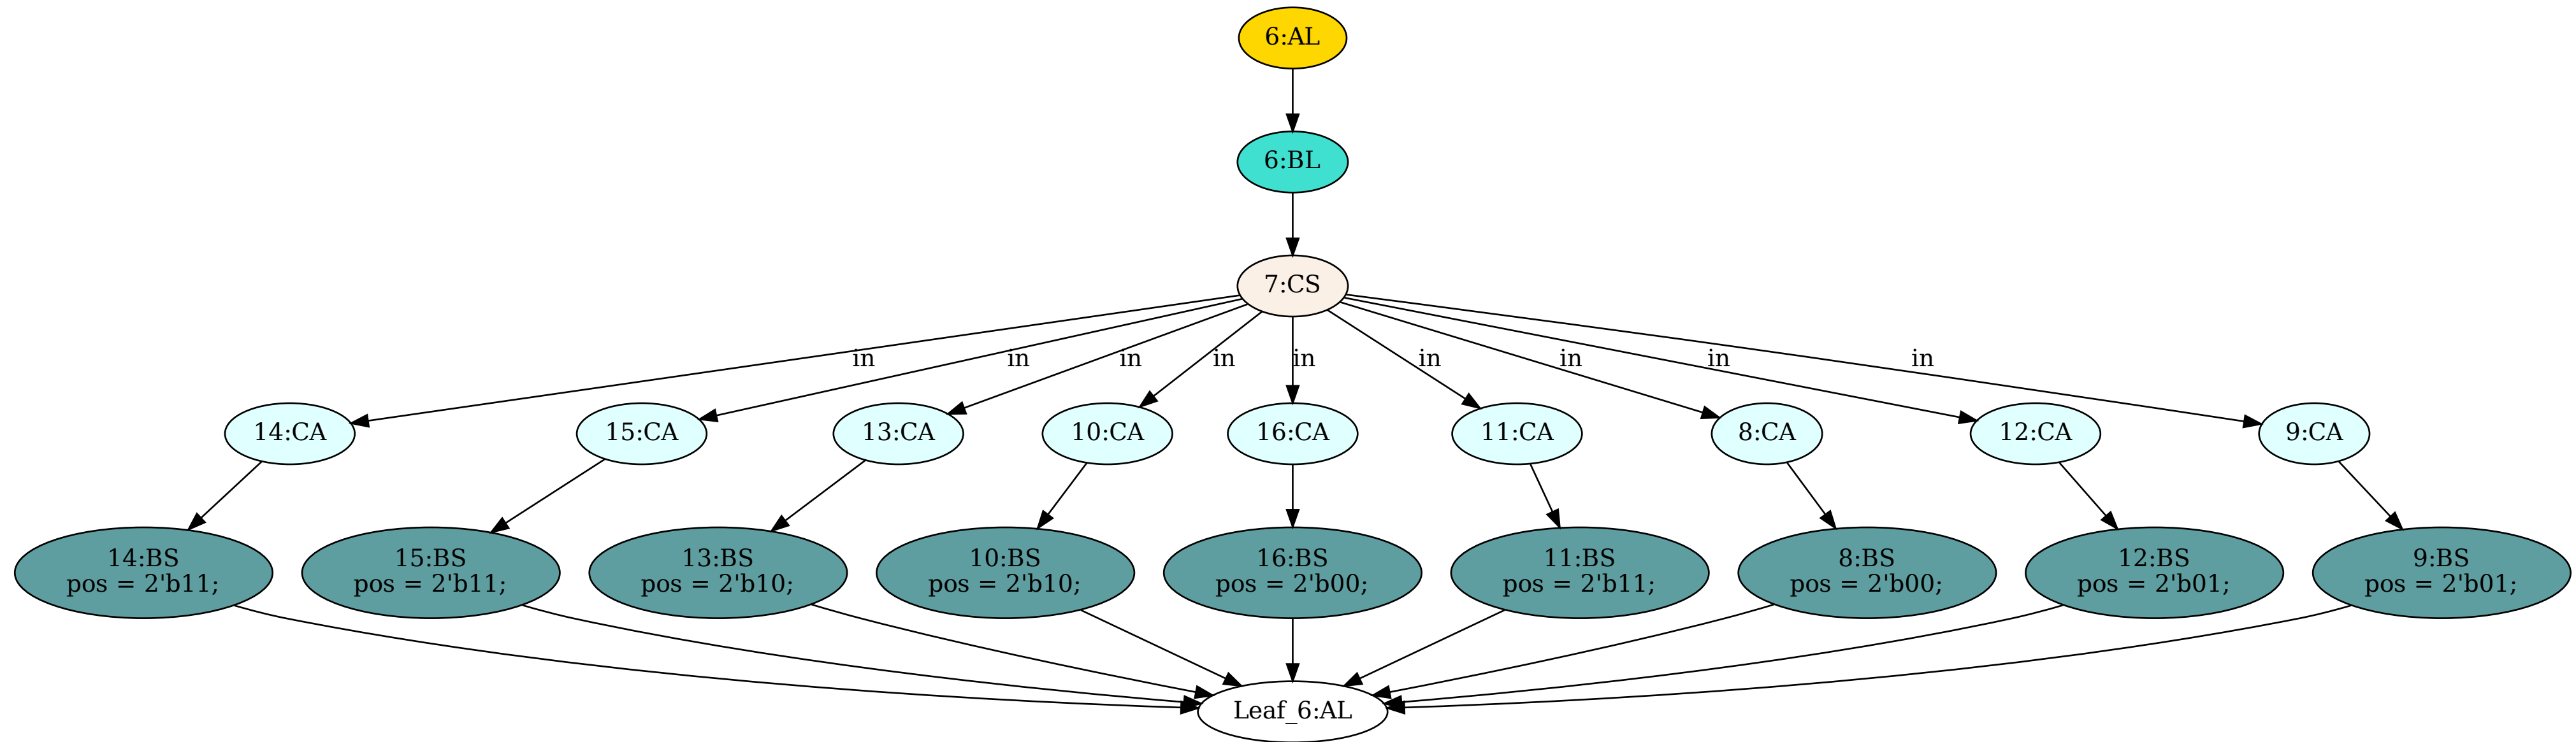 6:AL
6:BL
7:CS
in in in in in in in in in
14:CA 15:CA 13:CA 10:CA 16:CA 11:CA 8:CA 12:CA 9:CA
14:BS
pos = 2'b11;
15:BS
pos = 2'b11;
13:BS
pos = 2'b10;
10:BS
pos = 2'b10;
16:BS
pos = 2'b00;
11:BS
pos = 2'b11;
8:BS
pos = 2'b00;
12:BS
pos = 2'b01;
9:BS
pos = 2'b01;
Leaf_6:AL